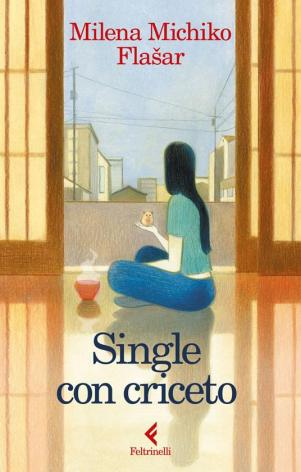 Milena Michiko
Flašar
Single
con criceto
Feltrinelli